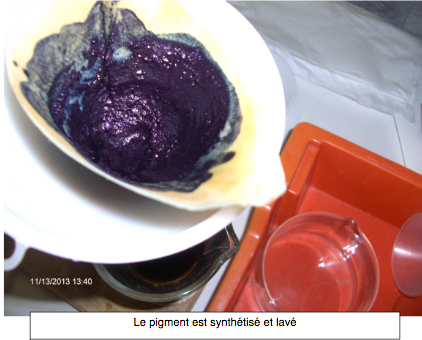 11/13/2013 13:40
Le pigment est synthétisé et lavé